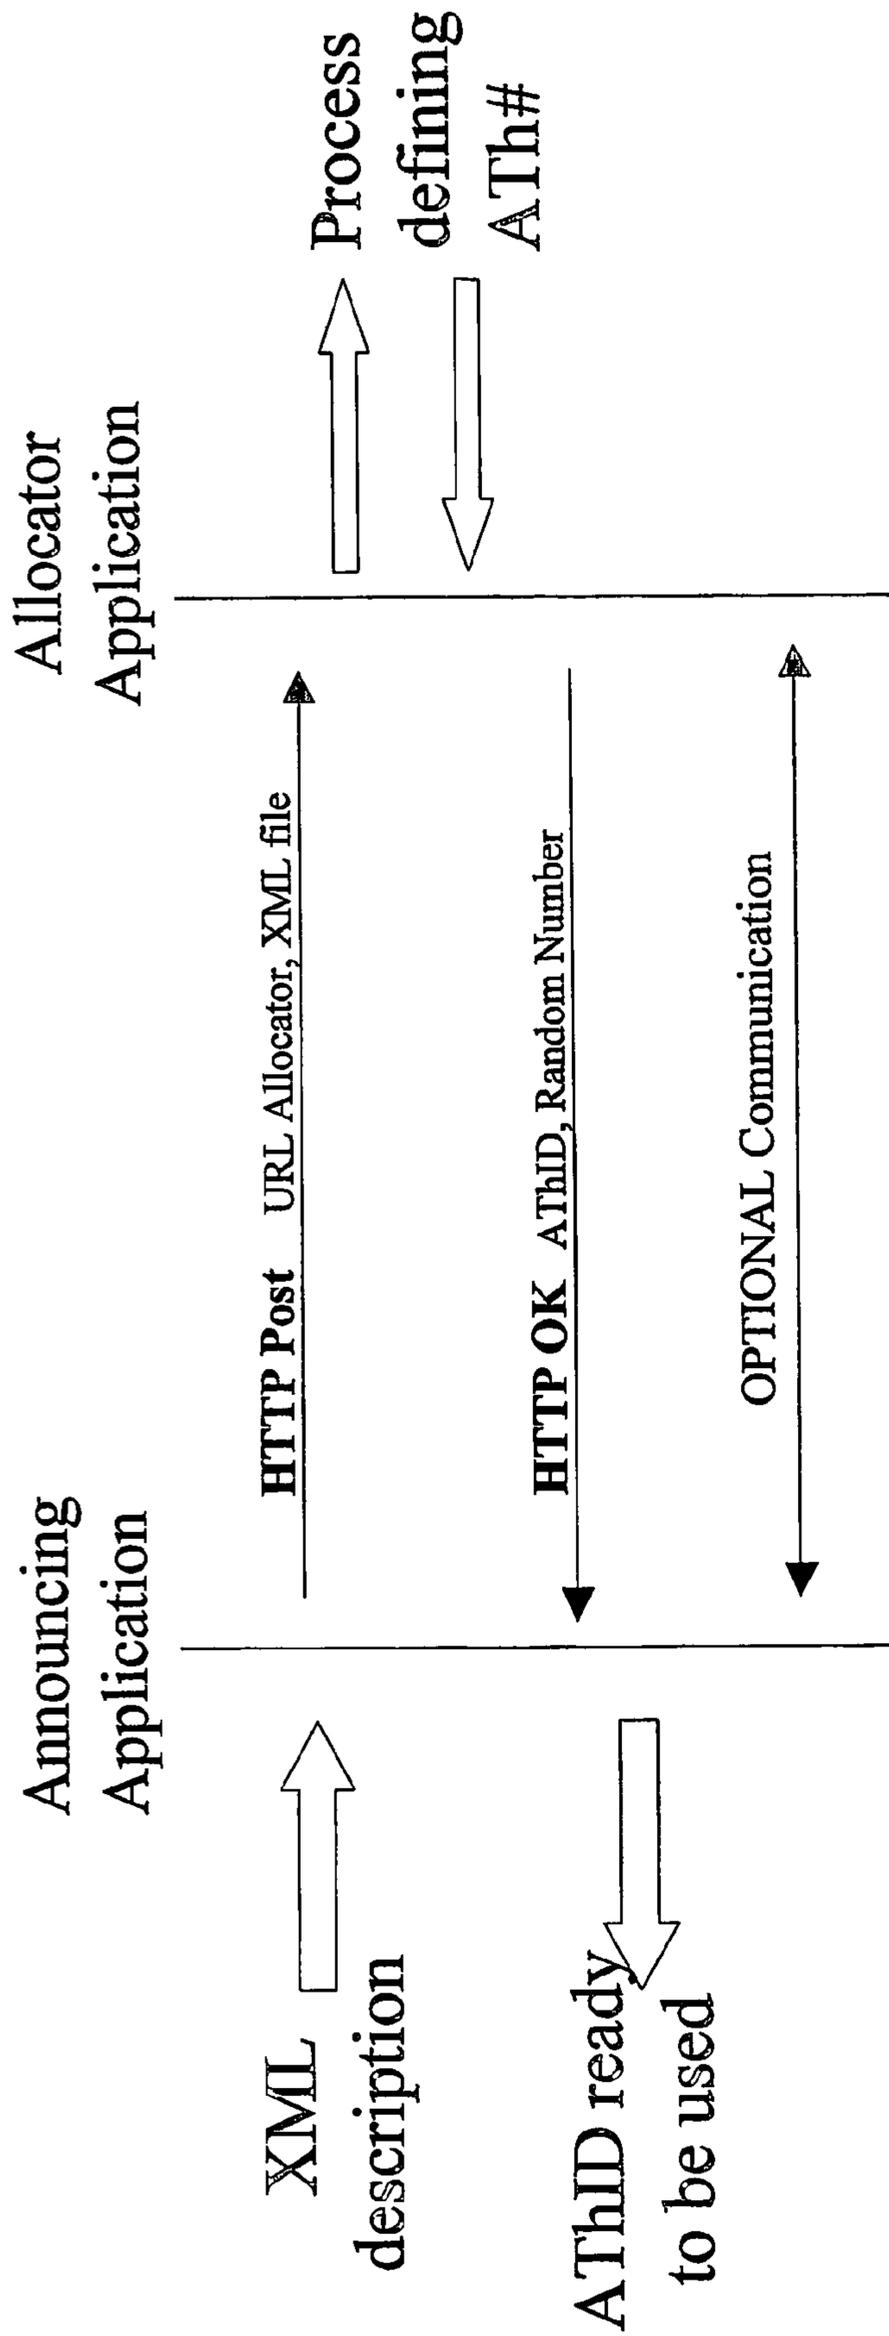 Announcing
Application
Allocator
Application
XML
description
HTTP Post URL Allocator, XML file
Process
defining
ATh#
HTTP OK AThID, Random Number
AThID ready,
to be used
OPTIONAL Communication